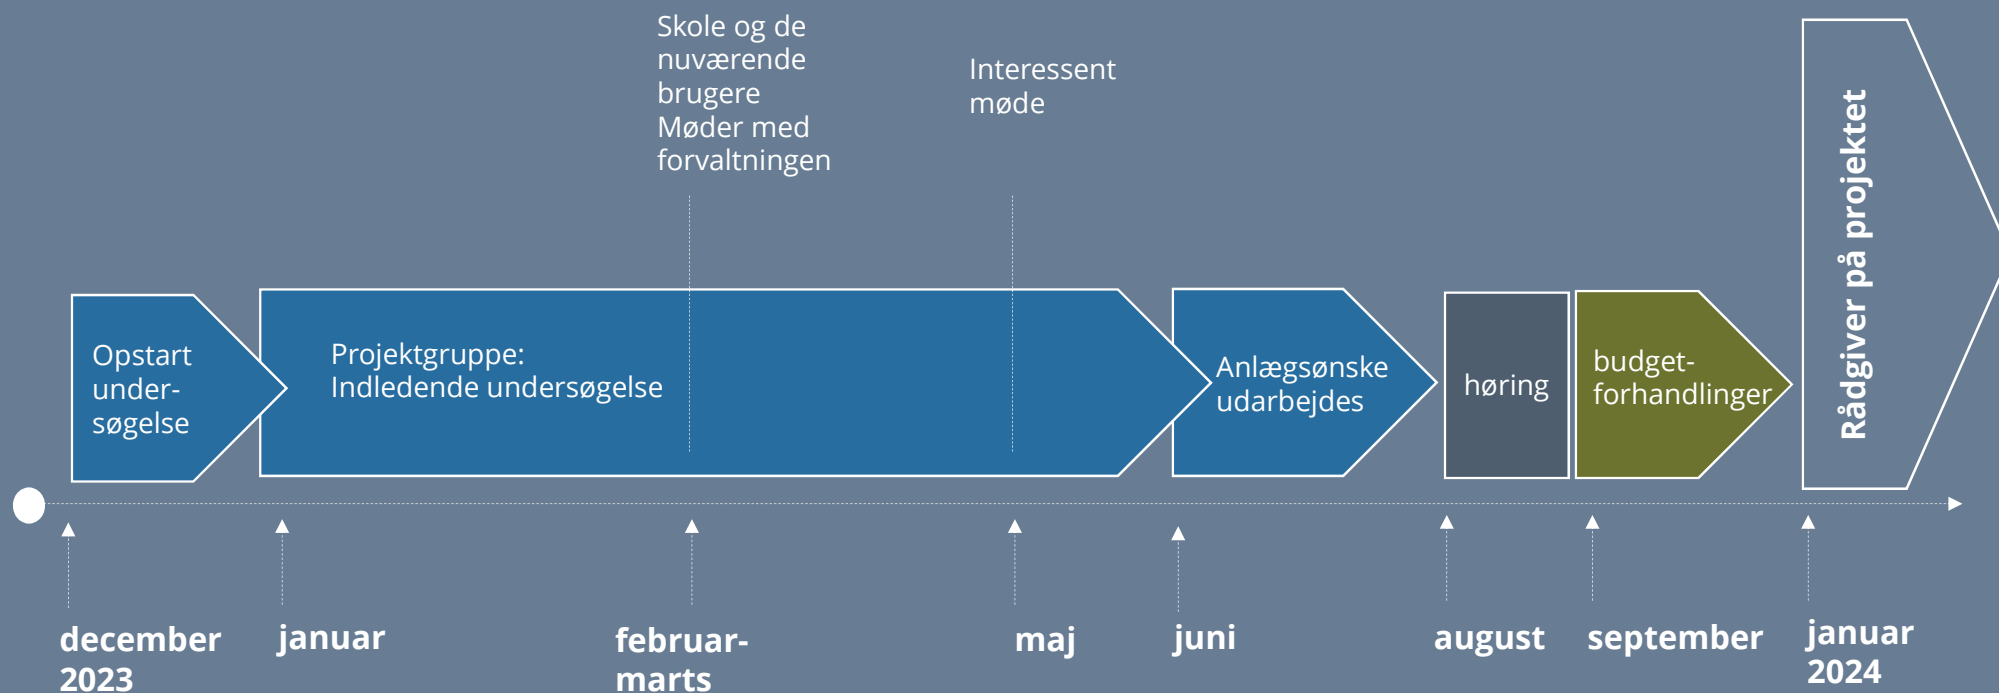 Skole og de
nuværende
brugere
Møder med
forvaltningen
Interessent
møde
Opstart
under-
søgelse
Projektgruppe:
Indledende undersøgelse
Anlægsønske
udarbejdes
høring
budget-
forhandlinger
Rådgiver på projektet
december
2023
januar
februar-
marts
maj
juni
august
september
januar
2024